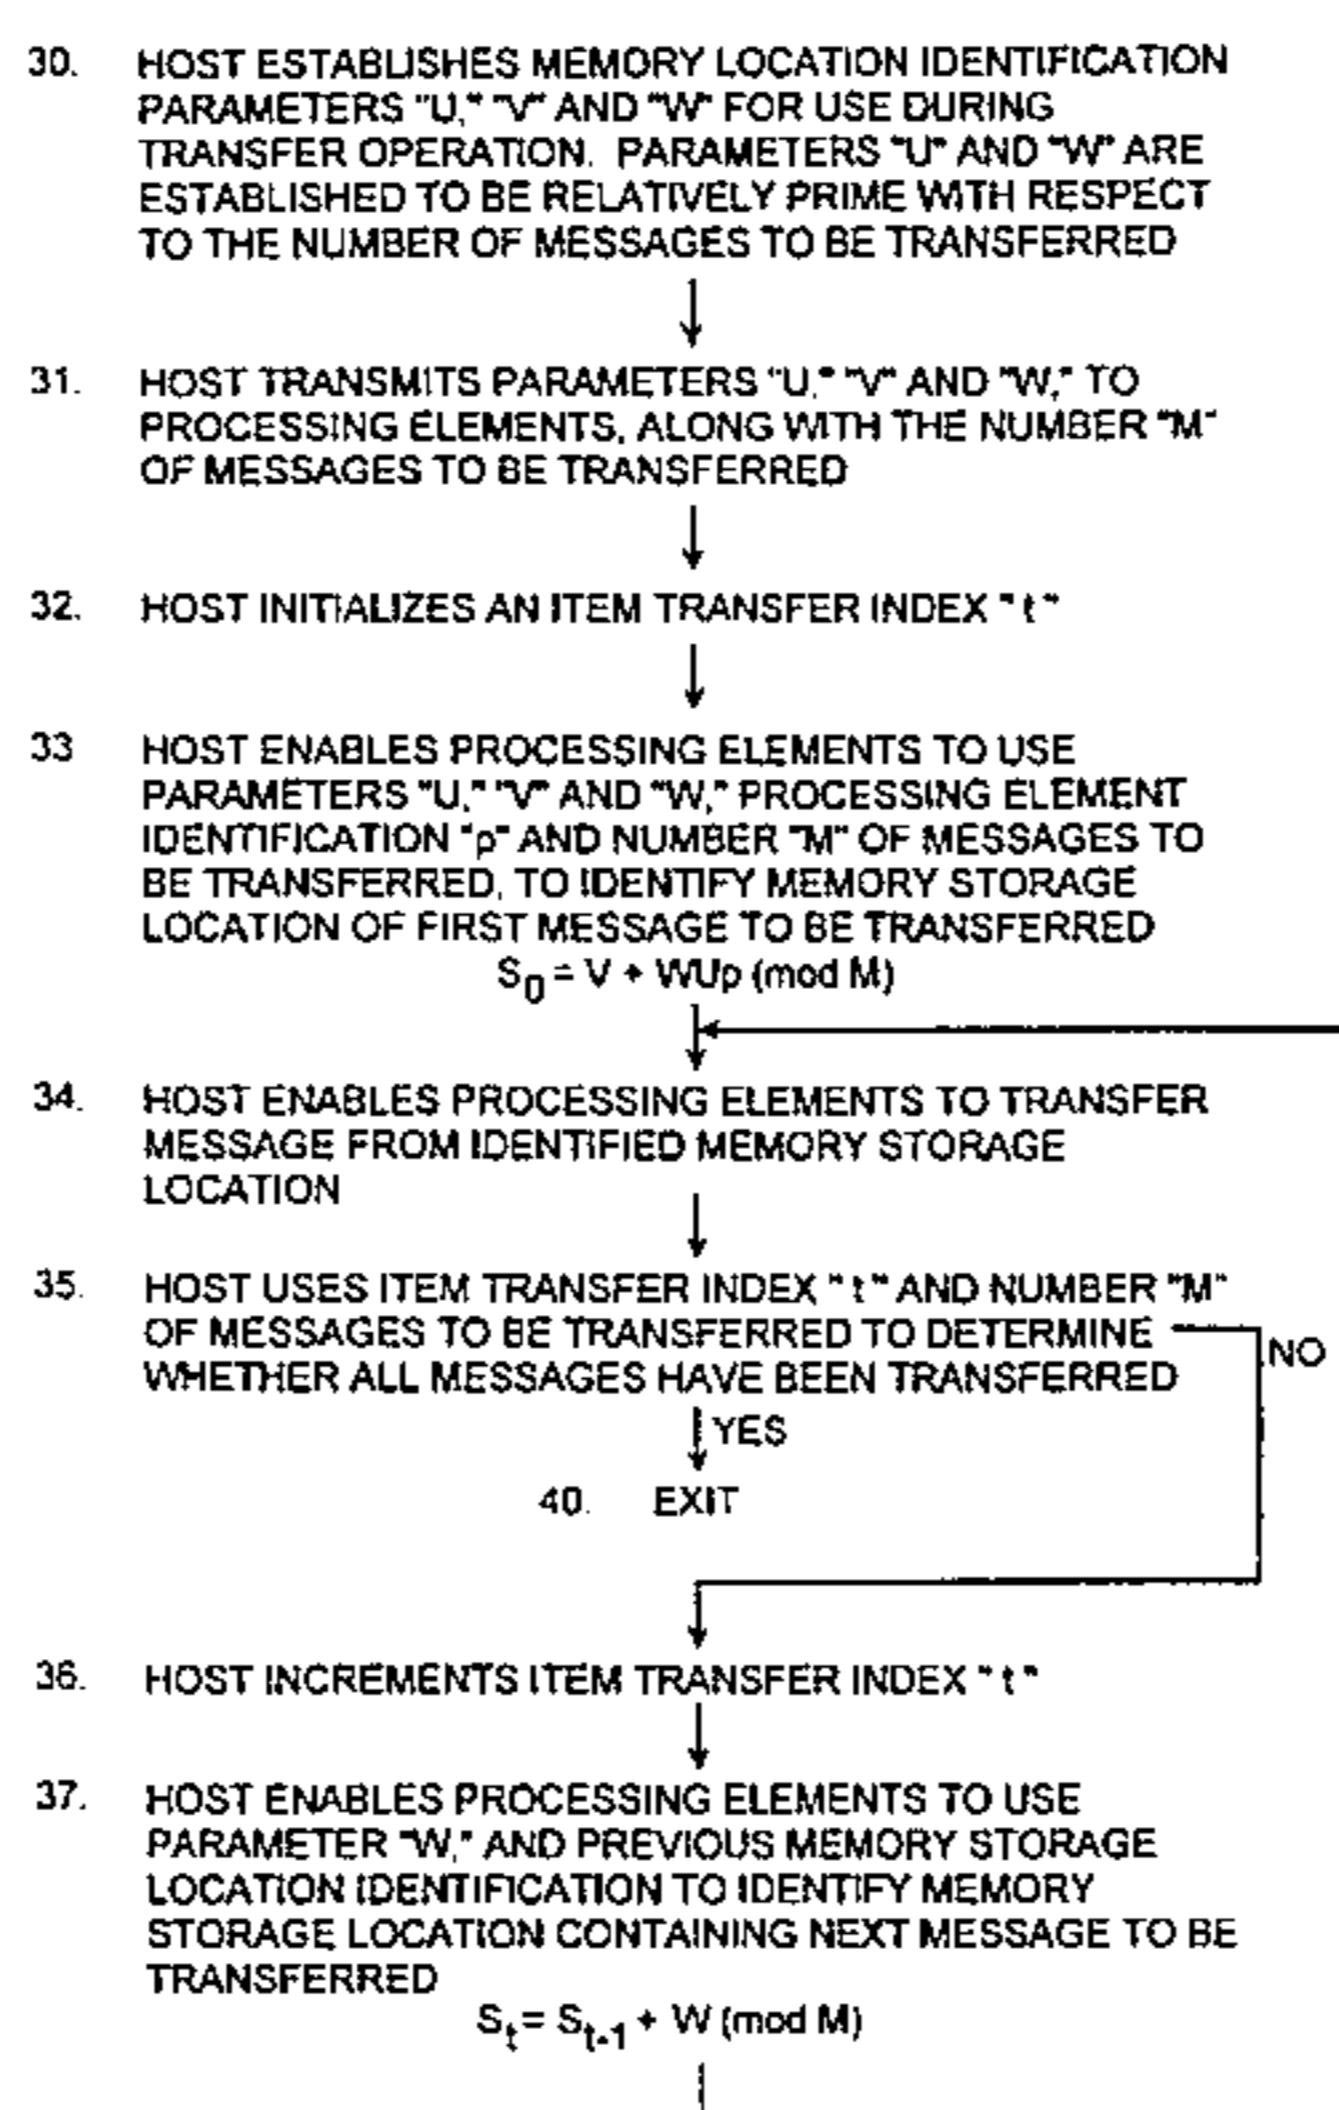 30. HOST ESTABLISHES MEMORY LOCATION IDENTIFICATION
PARAMETERS "U," "V" AND "W" FOR USE DURING
TRANSFER OPERATION. PARAMETERS "U" AND "W" ARE
ESTABLISHED TO BE RELATIVELY PRIME WITH RESPECT
TO THE NUMBER OF MESSAGES TO BE TRANSFERRED
31. HOST TRANSMITS PARAMETERS "U," "V" AND "W," TO
PROCESSING ELEMENTS, ALONG WITH THE NUMBER "M"
OF MESSAGES TO BE TRANSFERRED
32. HOST INITIALIZES AN ITEM TRANSFER INDEX " t "
33 HOST ENABLES PROCESSING ELEMENTS TO USE
PARAMETERS "U," "V" AND "W," PROCESSING ELEMENT
IDENTIFICATION "p" AND NUMBER "M" OF MESSAGES TO
BE TRANSFERRED, TO IDENTIFY MEMORY STORAGE
LOCATION OF FIRST MESSAGE TO BE TRANSFERRED
S0 = V + WUp (mod M)
34. HOST ENABLES PROCESSING ELEMENTS TO TRANSFER
MESSAGE FROM IDENTIFIED MEMORY STORAGE
LOCATION
35. HOST USES ITEM TRANSFER INDEX " t " AND NUMBER "M"
OF MESSAGES TO BE TRANSFERRED TO DETERMINE
WHETHER ALL MESSAGES HAVE BEEN TRANSFERRED
NO
YES
40. EXIT
36. HOST INCREMENTS ITEM TRANSFER INDEX " t "
37. HOST ENABLES PROCESSING ELEMENTS TO USE
PARAMETER "W," AND PREVIOUS MEMORY STORAGE
LOCATION IDENTIFICATION TO IDENTIFY MEMORY
STORAGE LOCATION CONTAINING NEXT MESSAGE TO BE
TRANSFERRED
St = St-1 + W (mod M)